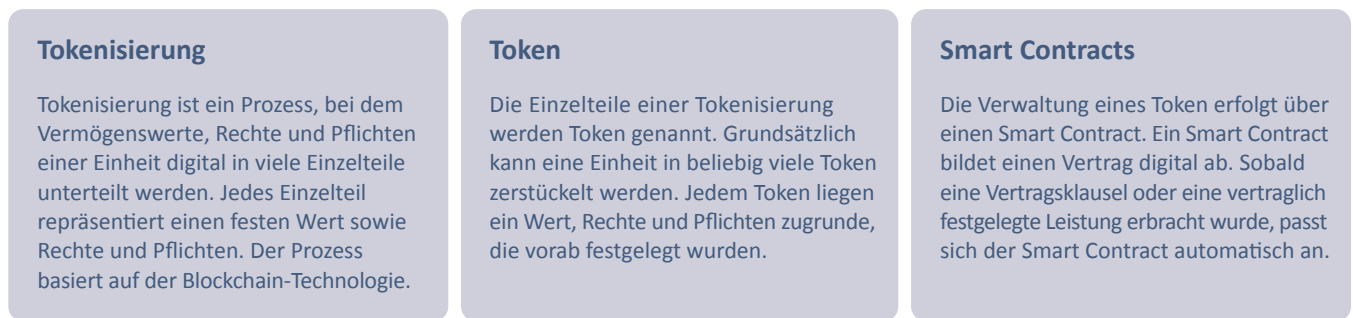 Tokenisierung
Tokenisierung ist ein Prozess, bei dem
Vermögenswerte, Rechte und Pflichten
einer Einheit digital in viele Einzelteile
unterteilt werden. Jedes Einzelteil
repräsentiert einen festen Wert sowie
Rechte und Pflichten. Der Prozess
basiert auf der Blockchain-Technologie.
Token
Die Einzelteile einer Tokenisierung
werden Token genannt. Grundsätzlich
kann eine Einheit in beliebig viele Token
zerstückelt werden. Jedem Token liegen
ein Wert, Rechte und Pflichten zugrunde,
die vorab festgelegt wurden.
Smart Contracts
Die Verwaltung eines Token erfolgt über
einen Smart Contract. Ein Smart Contract
bildet einen Vertrag digital ab. Sobald
eine Vertragsklausel oder eine vertraglich
festgelegte Leistung erbracht wurde, passt
sich der Smart Contract automatisch an.